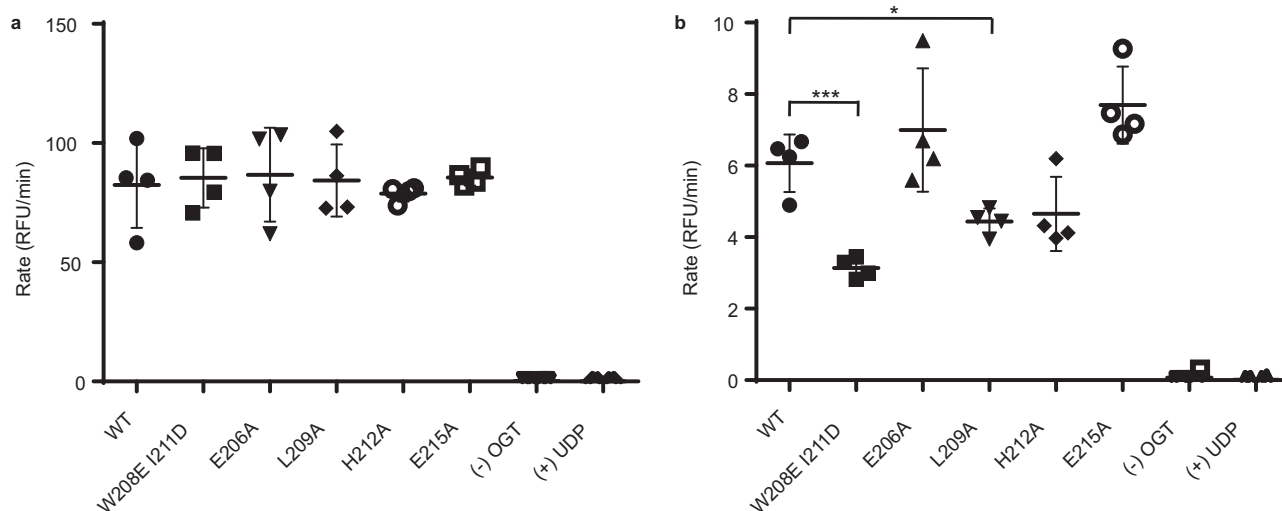 a
150
100
50
0
Rate (RFU/min)
WT
W208E I211D
E206A
L209A
H212A
E215A
(-) OGT
(+) UDP
b
10
8
6
4
2
0
Rate (RFU/min)
*
***
WT
W208E I211D
E206A
L209A
H212A
E215A
(-) OGT
(+) UDP